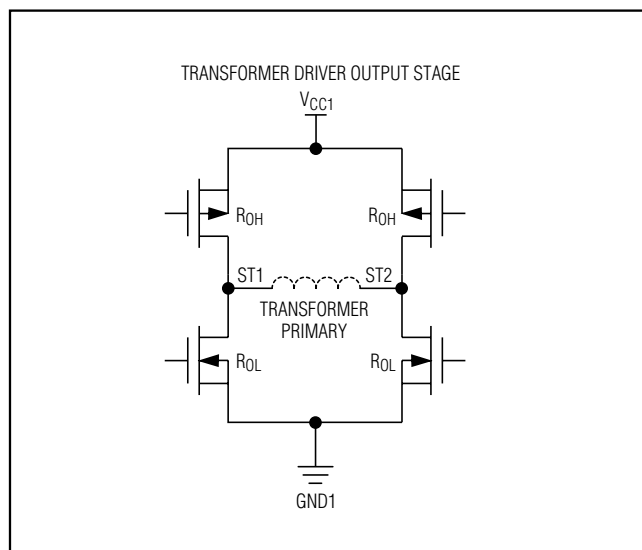 TRANSFORMER DRIVER OUTPUT STAGE
VCC1
ROH
ROH
ST1
ST2
TRANSFORMER
PRIMARY
ROL
ROL
GND1